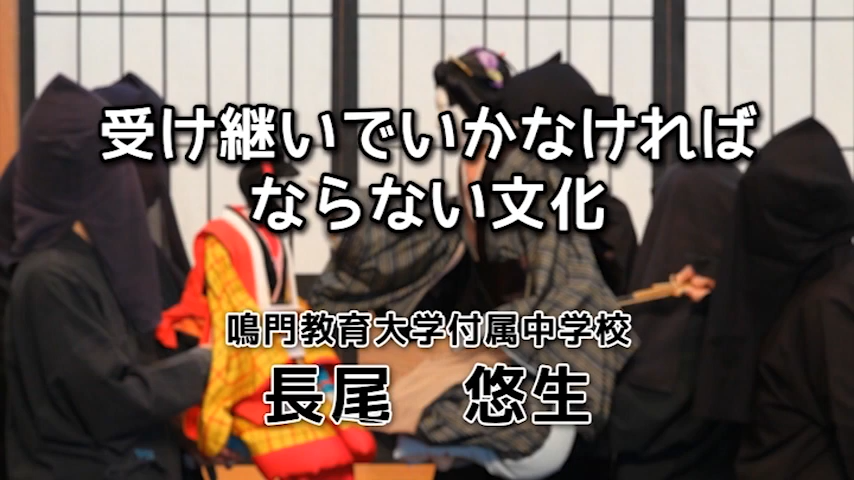 受け継いでいかなければ
ならない文化
鳴門教育大学付属中学校
長尾　悠生